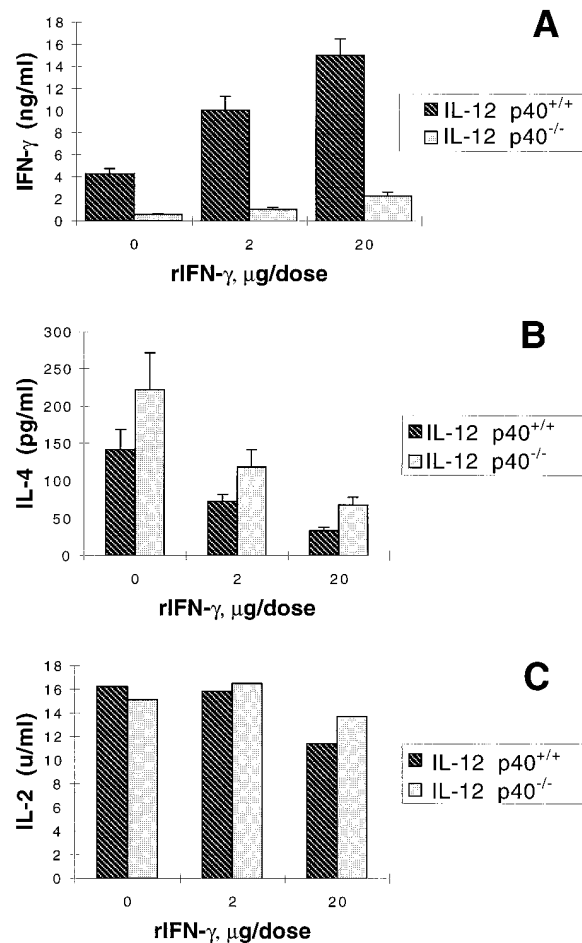 A
18
16
14
12
10
8
6
4
2
0
IFN-γ (ng/ml)
IL-12 p40+/+
IL-12 p40-/-
0 2 20
rIFN-γ, μg/dose
B
300
250
200
150
100
50
0
IL-4 (pg/ml)
IL-12 p40+/+
IL-12 p40-/-
0 2 20
rIFN-γ, μg/dose
C
18
16
14
12
10
8
6
4
2
0
IL-2 (u/ml)
IL-12 p40+/+
IL-12 p40-/-
0 2 20
rIFN-γ, μg/dose